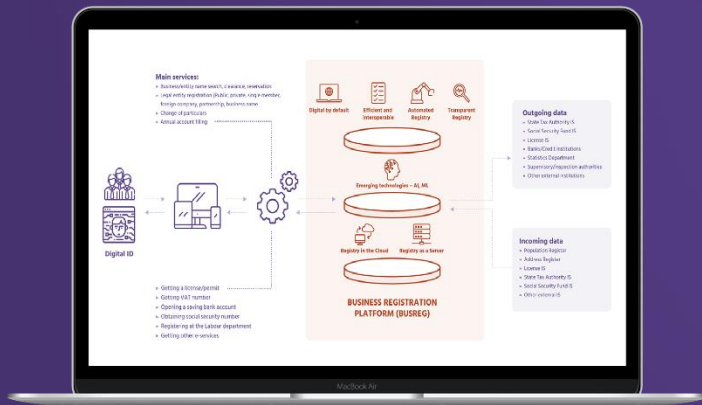 Main services:
Business/entity name search, clearance, reservation
Legal entity registration (Public, private, single member,
foreign company, partnership, business name
Change of particulars
Annual account filing
Digital ID
Getting a license/permit
Getting VAT number
Opening a saving bank account
Obtaining social security number
Registering at the Labour department
Getting other e-services
Digital by default
Efficient and
interoperable
Automated
Registry
Transparent
Registry
Emerging technologies – AI, ML
Registry in the Cloud
Registry as a Server
BUSINESS REGISTRATION
PLATFORM (BUSREG)
Outgoing data
State Tax Authority IS
Social Security Fund IS
License IS
Banks/Credit Institutions
Statistics Department
Supervisory/Inspection authorities
Other external institutions
Incoming data
Population Register
Address Register
License IS
State Tax Authority IS
Social Security Fund IS
Other external IS
MacBook Air